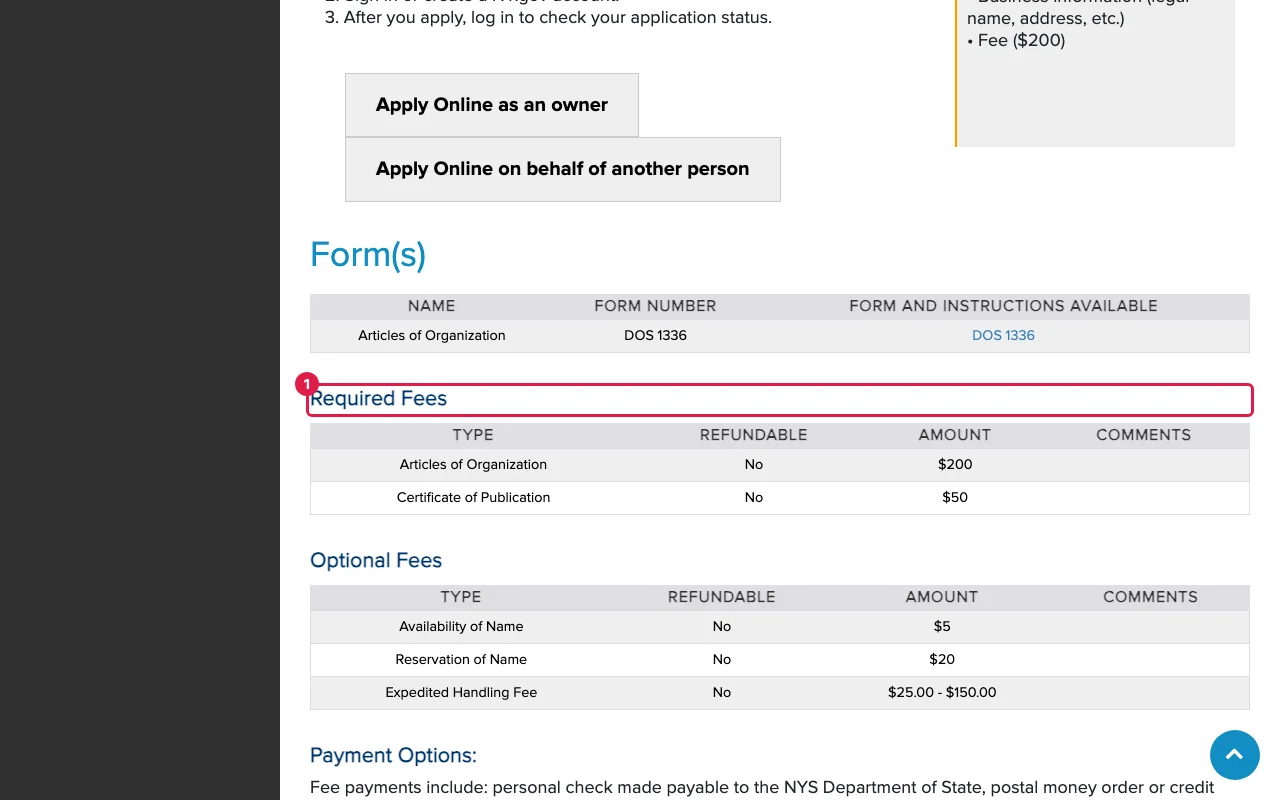 3. After you apply, log in to check your application status.
name, address, etc.)
• Fee ($200)
Apply Online as an owner
Apply Online on behalf of another person
Form(s)
NAME FORM NUMBER FORM AND INSTRUCTIONS AVAILABLE
Articles of Organization DOS 1336 DOS 1336
1
Required Fees
TYPE REFUNDABLE AMOUNT COMMENTS
Articles of Organization No $200
Certificate of Publication No $50
Optional Fees
TYPE REFUNDABLE AMOUNT COMMENTS
Availability of Name No $5
Reservation of Name No $20
Expedited Handling Fee No $25.00 - $150.00
Payment Options:
Fee payments include: personal check made payable to the NYS Department of State, postal money order or credit